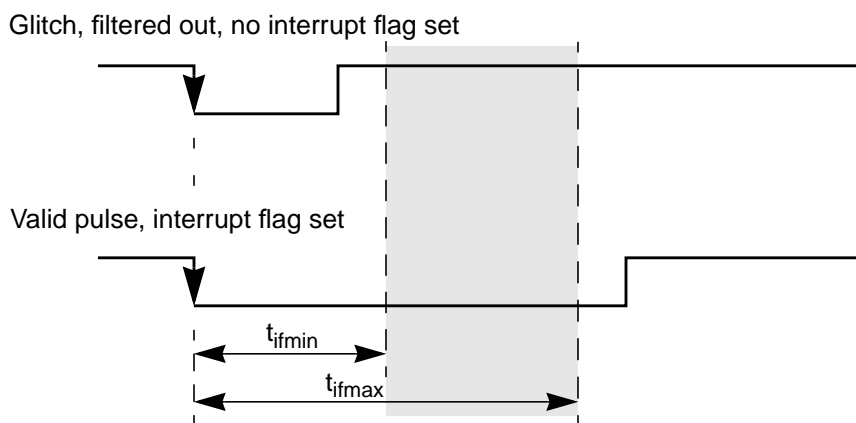 Glitch, filtered out, no interrupt flag set
Valid pulse, interrupt flag set
tifmin
tifmax